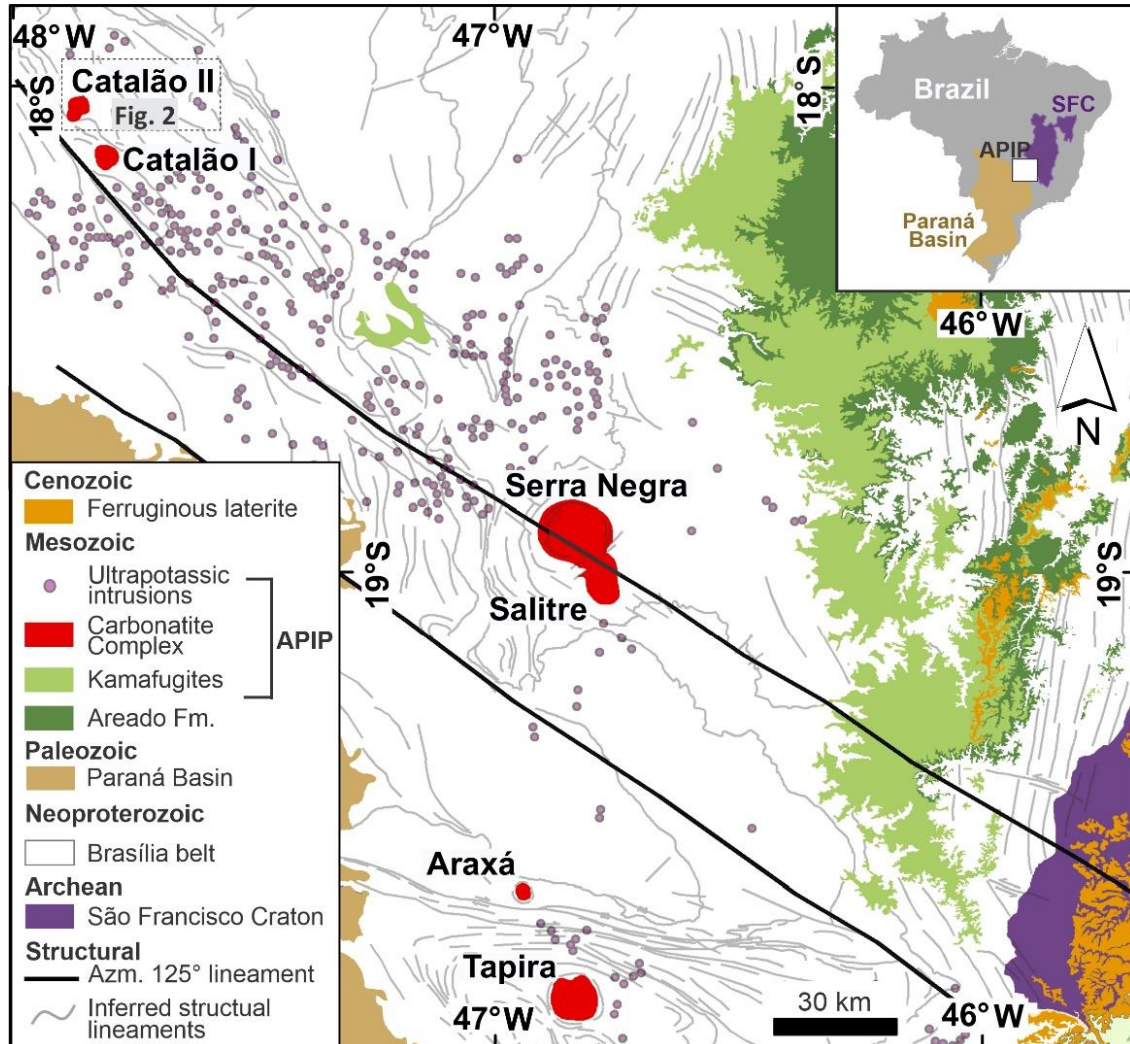 48° W
47° W
18° S
18° S
Catalão II
Fig. 2
Catalão I
Brazil
SFC
APIP
Paraná
Basin
46° W
N
Serra Negra
Salitre
19° S
19° S
Araxá
Tapira
47° W
46° W
30 km
Cenozoic
Ferruginous laterite
Mesozoic
Ultrapotassic
intrusions
Carbonatite
Complex
APIP
Kamafugites
Areado Fm.
Paleozoic
Paraná Basin
Neoproterozoic
Brasília belt
Archean
São Francisco Craton
Structural
Azm. 125° lineament
Inferred structual
lineaments